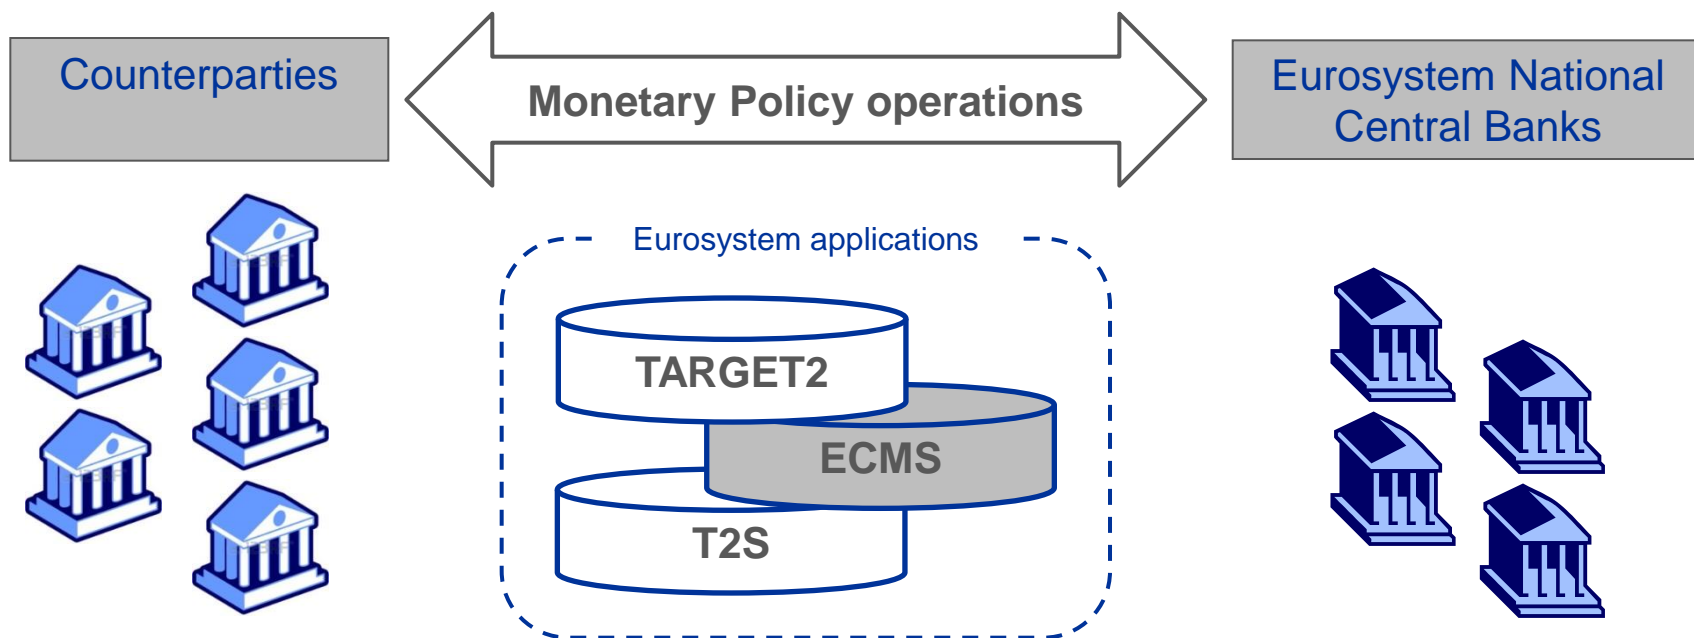 Counterparties
Monetary Policy operations
Eurosystem National
Central Banks
Eurosystem applications
TARGET2
ECMS
T2S